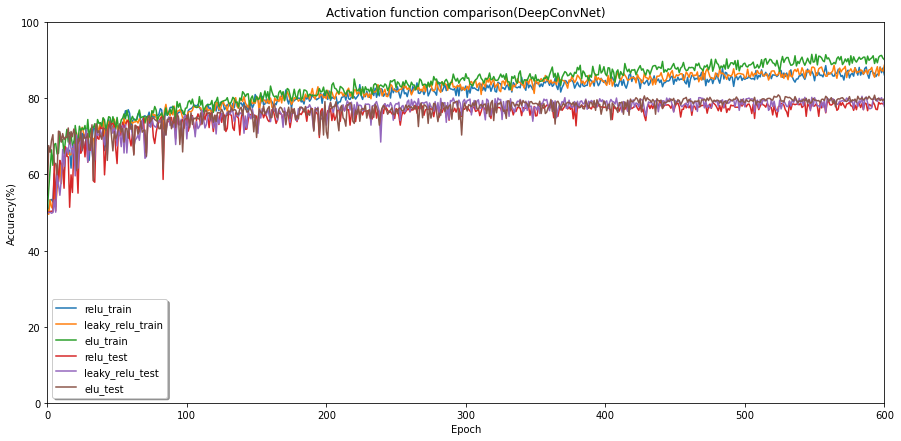 Activation function comparison(DeepConvNet)
100
80
60
40
20
0
Accuracy(%)
relu_train
leaky_relu_train
elu_train
relu_test
leaky_relu_test
elu_test
0
100
200
300
400
500
600
Epoch